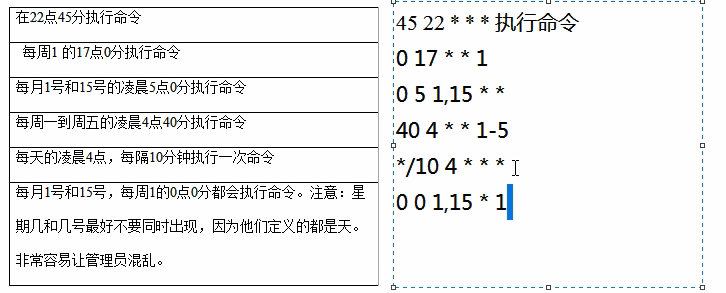 在22点45分执行命令
每周1 的17点0分执行命令
每月1号和15号的凌晨5点0分执行命令
每周一到周五的凌晨4点40分执行命令
每天的凌晨4点，每隔10分钟执行一次命令
每月1号和15号，每周1的0点0分都会执行命令。注意：星
期几和几号最好不要同时出现，因为他们定义的都是天。
非常容易让管理员混乱。
45 22 * * * 执行命令
0 17 * * 1
0 5 1,15 * *
40 4 * * 1-5
*/10 4 * * *
0 0 1,15 * 1